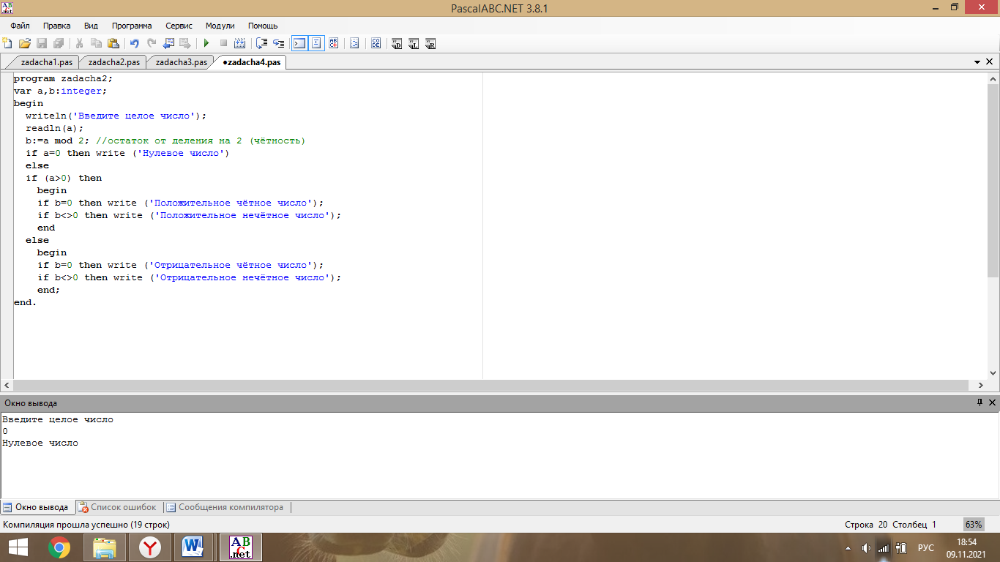 PascalABC.NET 3.8.1
Файл Правка Вид Программа Сервис Модули Помощь
zadacha1.pas zadacha2.pas zadacha3.pas •zadacha4.pas
program zadacha2;
var a,b:integer;
begin
  writeln('Введите целое число');
  readln(a);
  b:=a mod 2; //остаток от деления на 2 (чётность)
  if a=0 then write ('Нулевое число')
  else
  if (a>0) then
    begin
    if b=0 then write ('Положительное чётное число');
    if b<>0 then write ('Положительное нечётное число');
    end
  else
    begin
    if b=0 then write ('Отрицательное чётное число');
    if b<>0 then write ('Отрицательное нечётное число');
    end;
end.
Окно вывода
Введите целое число
0
Нулевое число
Окно вывода Список ошибок Сообщения компилятора
Компиляция прошла успешно (19 строк) Строка 20 Столбец 1 63%
РУС 18:54
09.11.2021